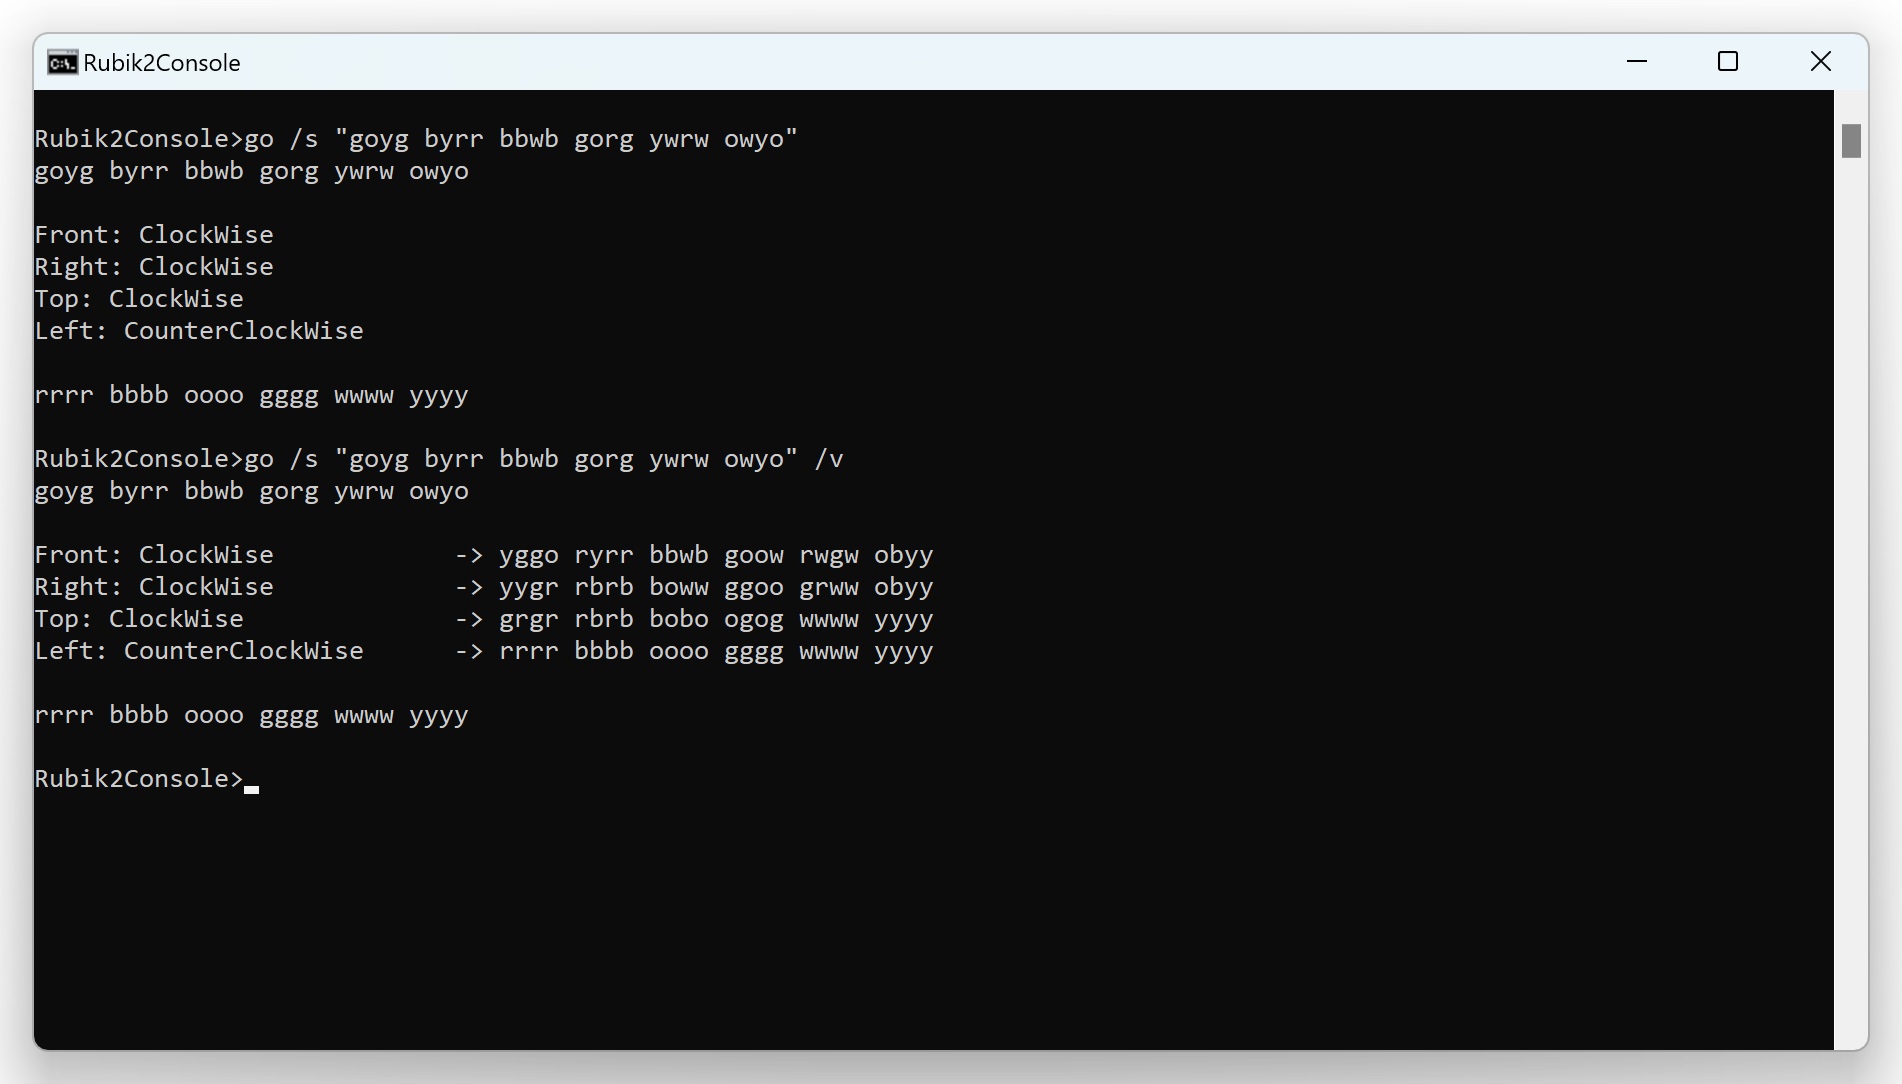 Rubik2Console
Rubik2Console>go /s "goyg byrr bbwb gorg ywrw owyo"
goyg byrr bbwb gorg ywrw owyo
Front: ClockWise
Right: ClockWise
Top: ClockWise
Left: CounterClockWise
rrrr bbbb oooo gggg wwww yyyy
Rubik2Console>go /s "goyg byrr bbwb gorg ywrw owyo" /v
goyg byrr bbwb gorg ywrw owyo
Front: ClockWise -> yggo ryrr bbwb goow rwgw obyy
Right: ClockWise -> yygr rbrb boww ggoo grww obyy
Top: ClockWise -> grgr rbrb bobo ogog wwww yyyy
Left: CounterClockWise -> rrrr bbbb oooo gggg wwww yyyy
rrrr bbbb oooo gggg wwww yyyy
Rubik2Console>